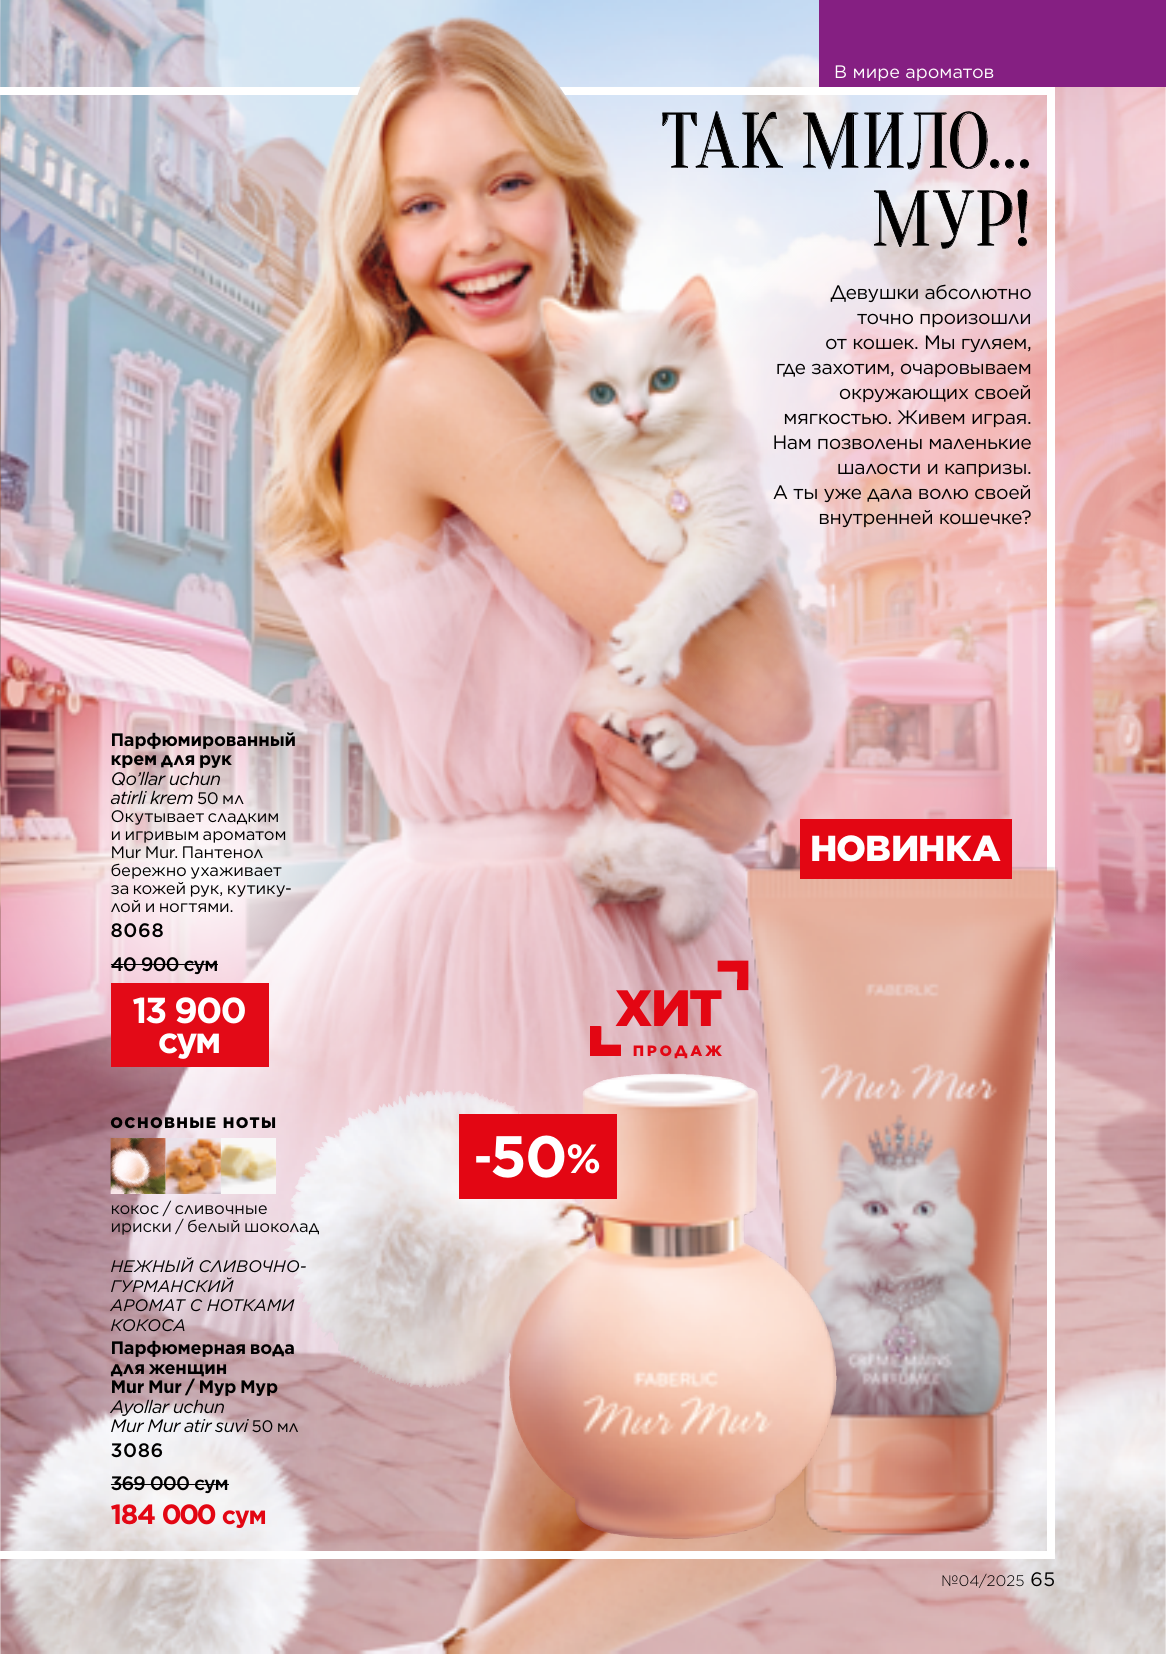 В мире ароматов
ТАК МИЛО...
МУР!
Девушки абсолютно
точно произошли
от кошек. Мы гуляем,
где захотим, очаровываем
окружающих своей
мягкостью. Живем играя.
Нам позволены маленькие
шалости и капризы.
А ты уже дала волю своей
внутренней кошечке?
Парфюмированный
крем для рук
Qo'llar uchun
atirli krem 50 мл
Окутывает сладким
и игривым ароматом
Mur Mur. Пантенол
бережно ухаживает
за кожей рук, кутику-
лой и ногтями.
8068
40 900 сум
13 900
сум
НОВИНКА
ХИТ
ПРОДАЖ
-50%
FABERLIC
Mur Mur
CRÈME MAINS
PARFUMÉE
FABERLIC
Mur Mur
ОСНОВНЫЕ НОТЫ
кокос / сливочные
ириски / белый шоколад
НЕЖНЫЙ СЛИВОЧНО-
ГУРМАНСКИЙ
АРОМАТ С НОТКАМИ
КОКОСА
Парфюмерная вода
для женщин
Mur Mur / Мур Мур
Ayollar uchun
Mur Mur atir suvi 50 мл
3086
369 000 сум
184 000 сум
№04/2025 65